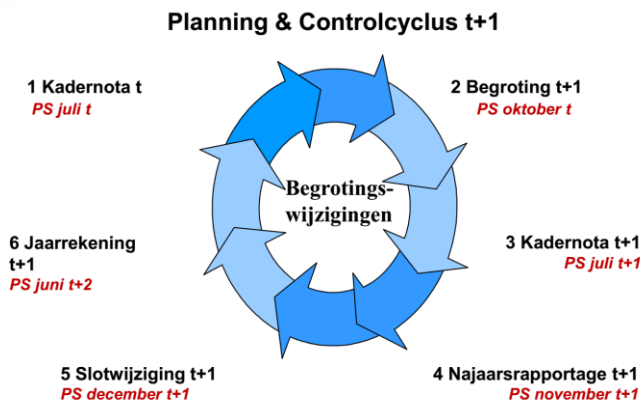 Planning & Controlcyclus t+1
1 Kadernota t
PS juli t
2 Begroting t+1
PS oktober t
Begrotings-
wijzigingen
3 Kadernota t+1
PS juli t+1
4 Najaarsrapportage t+1
PS november t+1
5 Slotwijziging t+1
PS december t+1
6 Jaarrekening
t+1
PS juni t+2